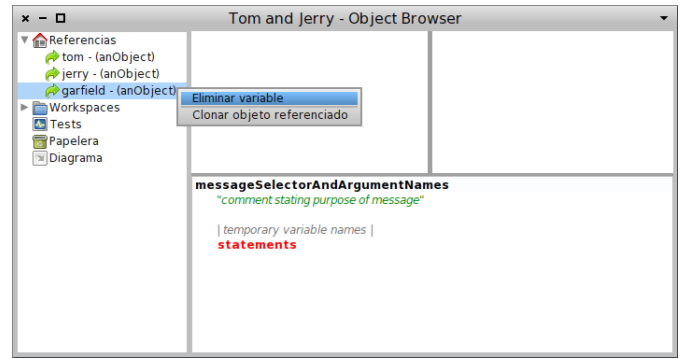 Tom and Jerry - Object Browser
Referencias
tom - (anObject)
jerry - (anObject)
garfield - (anObject)
Workspaces
Tests
Papelera
Diagrama
Eliminar variable
Clonar objeto referenciado
messageSelectorAndArgumentNames
"comment stating purpose of message"
| temporary variable names |
statements